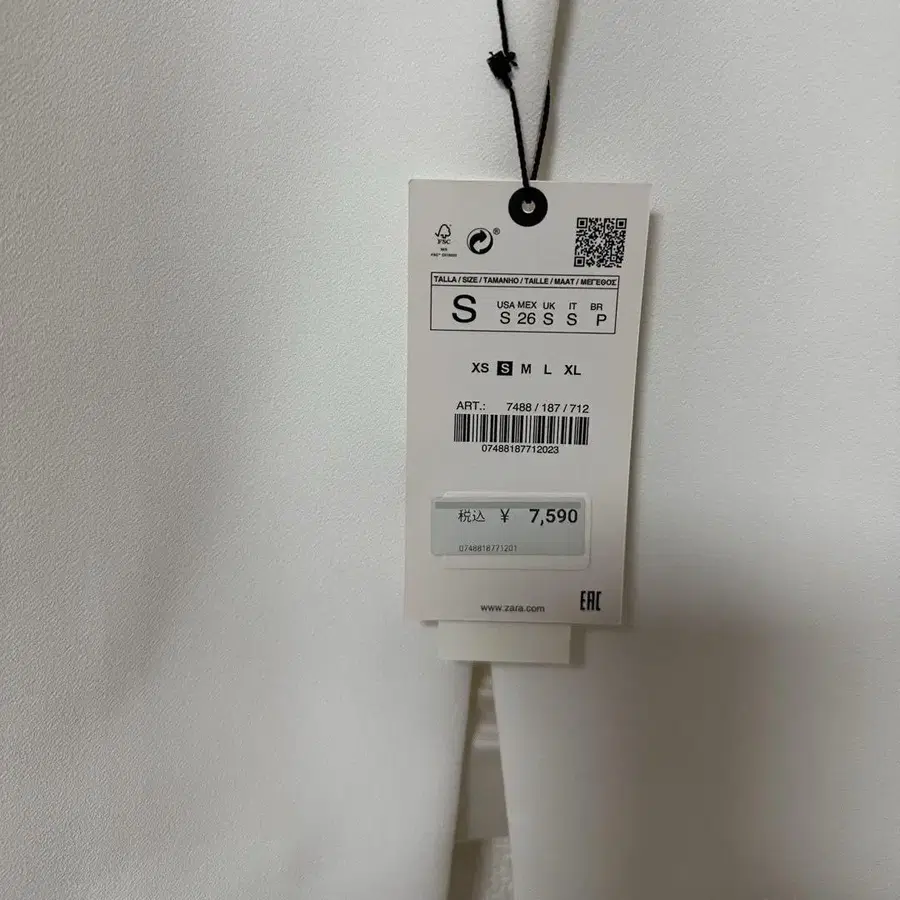 FSC
TALLA / SIZE / TAMANHO / TAILLE / MAAT / ΜΕΓΕΘΟΣ
USA MEX UK IT BR
S S 26 S S P
XS S M L XL
ART.: 7488 / 187 / 712
07488187712023
税込 ¥ 7,590
0748818771201
www.zara.com EAC